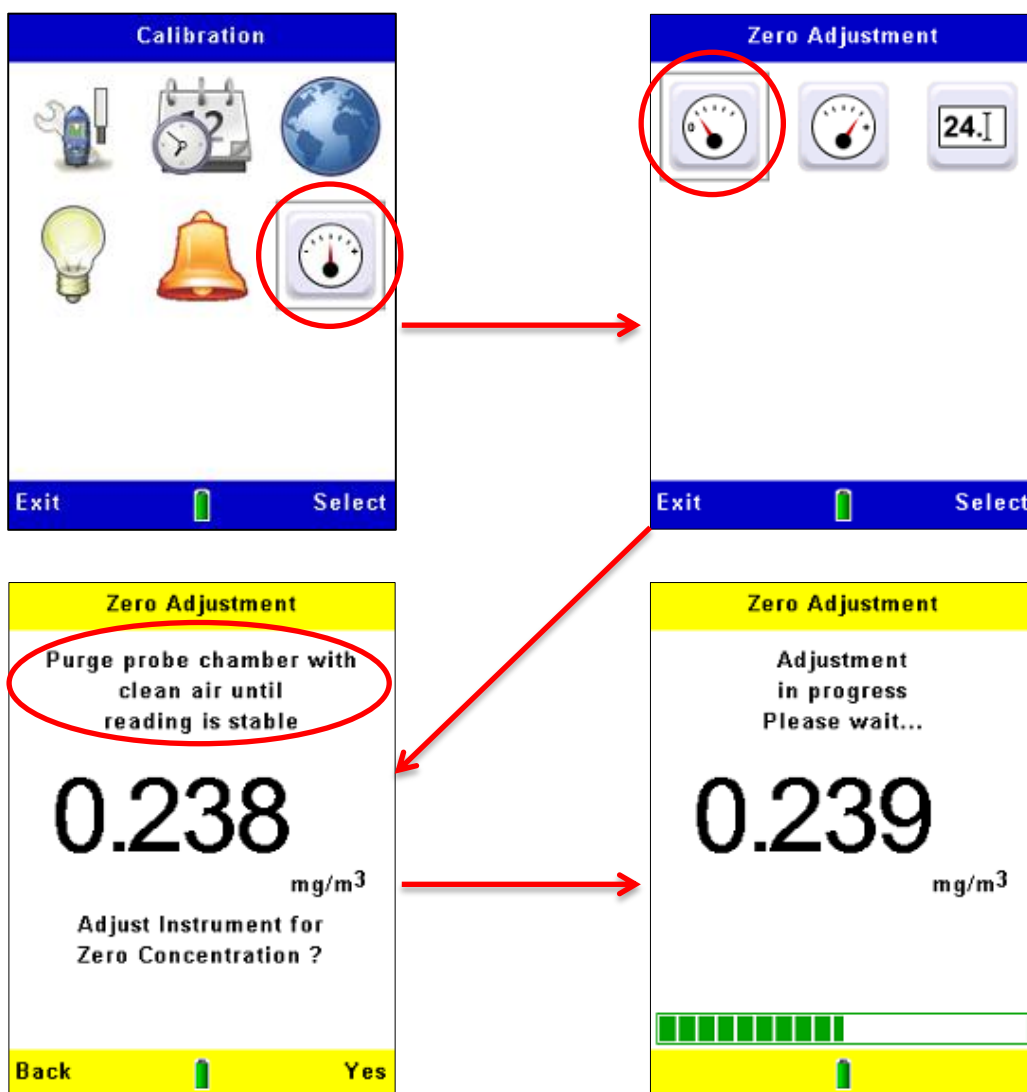 Calibration
12
Exit
Select
Zero Adjustment
0
24.
Exit
Select
Zero Adjustment
Purge probe chamber with
clean air until
reading is stable
0.238
mg/m³
Adjust Instrument for
Zero Concentration ?
Back
Yes
Zero Adjustment
Adjustment
in progress
Please wait...
0.239
mg/m³